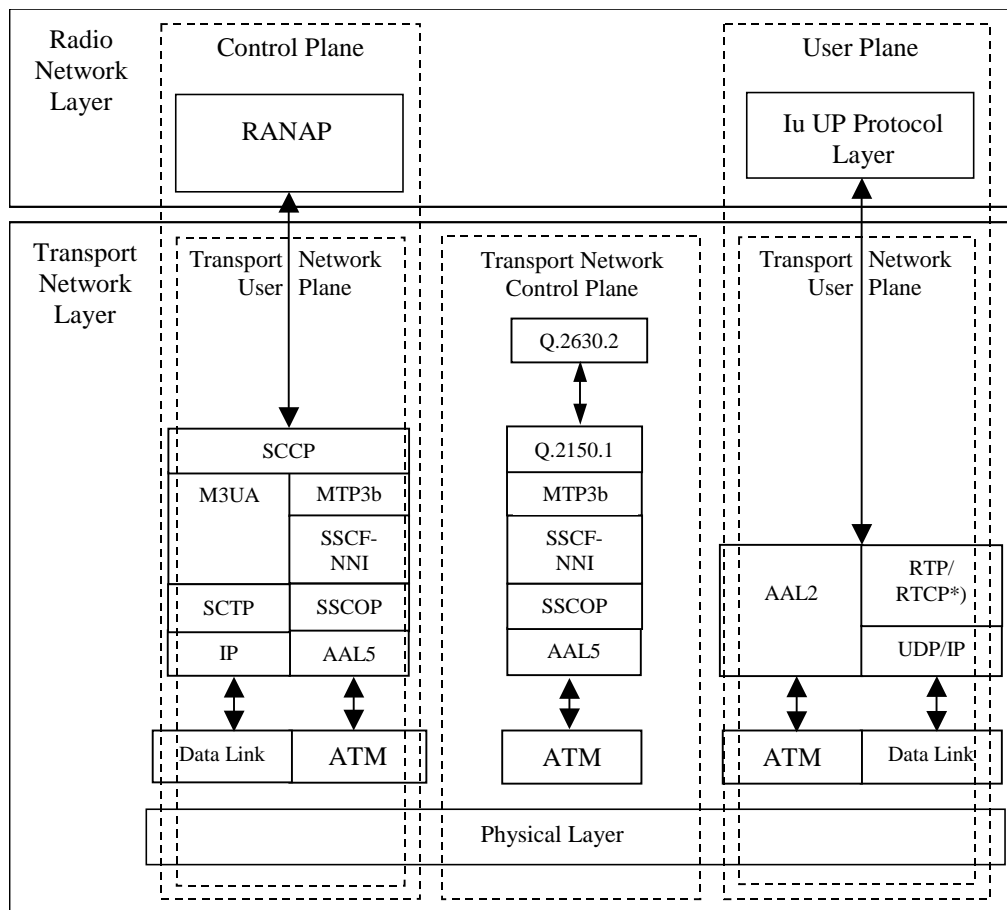 Radio
Network
Layer
Control Plane
User Plane
RANAP
Iu UP Protocol
Layer
Transport
Network
Layer
Transport Network
User Plane
Transport Network
Control Plane
Transport Network
User Plane
Q.2630.2
SCCP
M3UA
MTP3b
SSCF-
NNI
SCTP
SSCOP
IP
AAL5
Q.2150.1
MTP3b
SSCF-
NNI
SSCOP
AAL5
AAL2
RTP/
RTCP*)
UDP/IP
Data Link
ATM
ATM
ATM
Data Link
Physical Layer